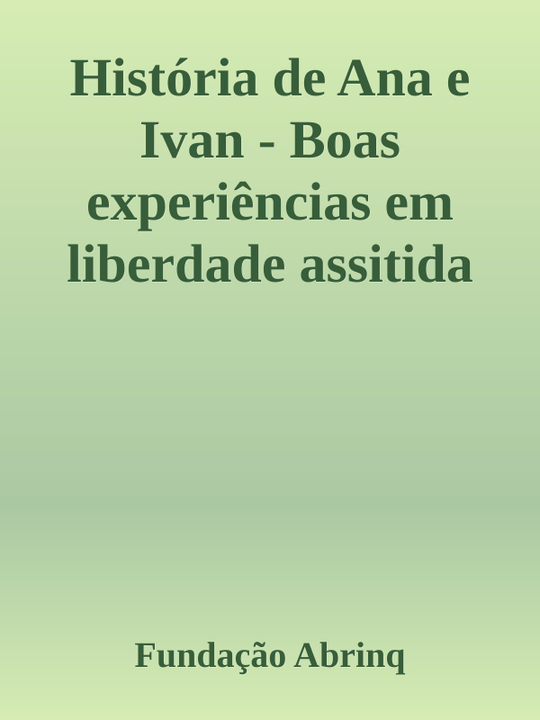 História de Ana e
Ivan - Boas
experiências em
liberdade assitida
Fundação Abrinq